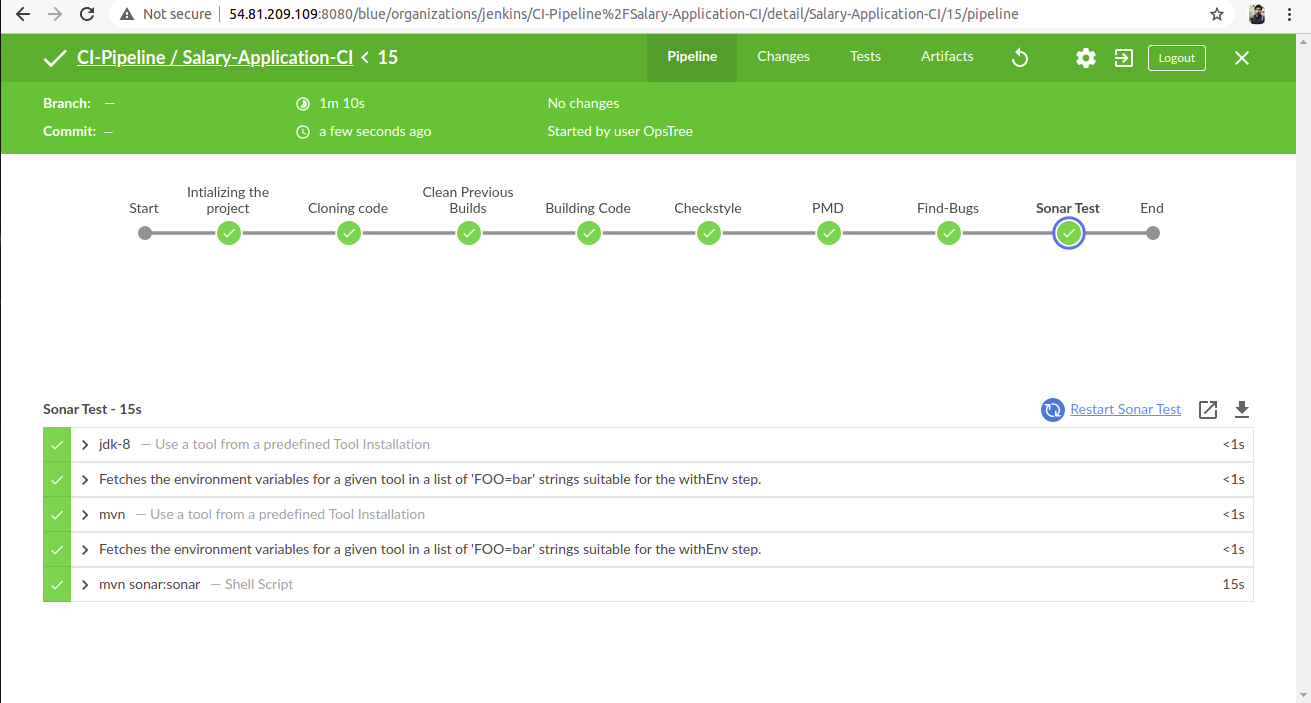 Not secure 54.81.209.109:8080/blue/organizations/jenkins/CI-Pipeline%2FSalary-Application-CI/detail/Salary-Application-CI/15/pipeline
CI-Pipeline / Salary-Application-CI < 15 Pipeline Changes Tests Artifacts Logout
Branch: — 1m 10s No changes
Commit: — a few seconds ago Started by user OpsTree
Start
Intializing the
project
Cloning code
Clean Previous
Builds
Building Code
Checkstyle
PMD
Find-Bugs
Sonar Test
End
Sonar Test - 15s Restart Sonar Test
jdk-8 — Use a tool from a predefined Tool Installation <1s
Fetches the environment variables for a given tool in a list of 'FOO=bar' strings suitable for the withEnv step. <1s
mvn — Use a tool from a predefined Tool Installation <1s
Fetches the environment variables for a given tool in a list of 'FOO=bar' strings suitable for the withEnv step. <1s
mvn sonar:sonar — Shell Script 15s